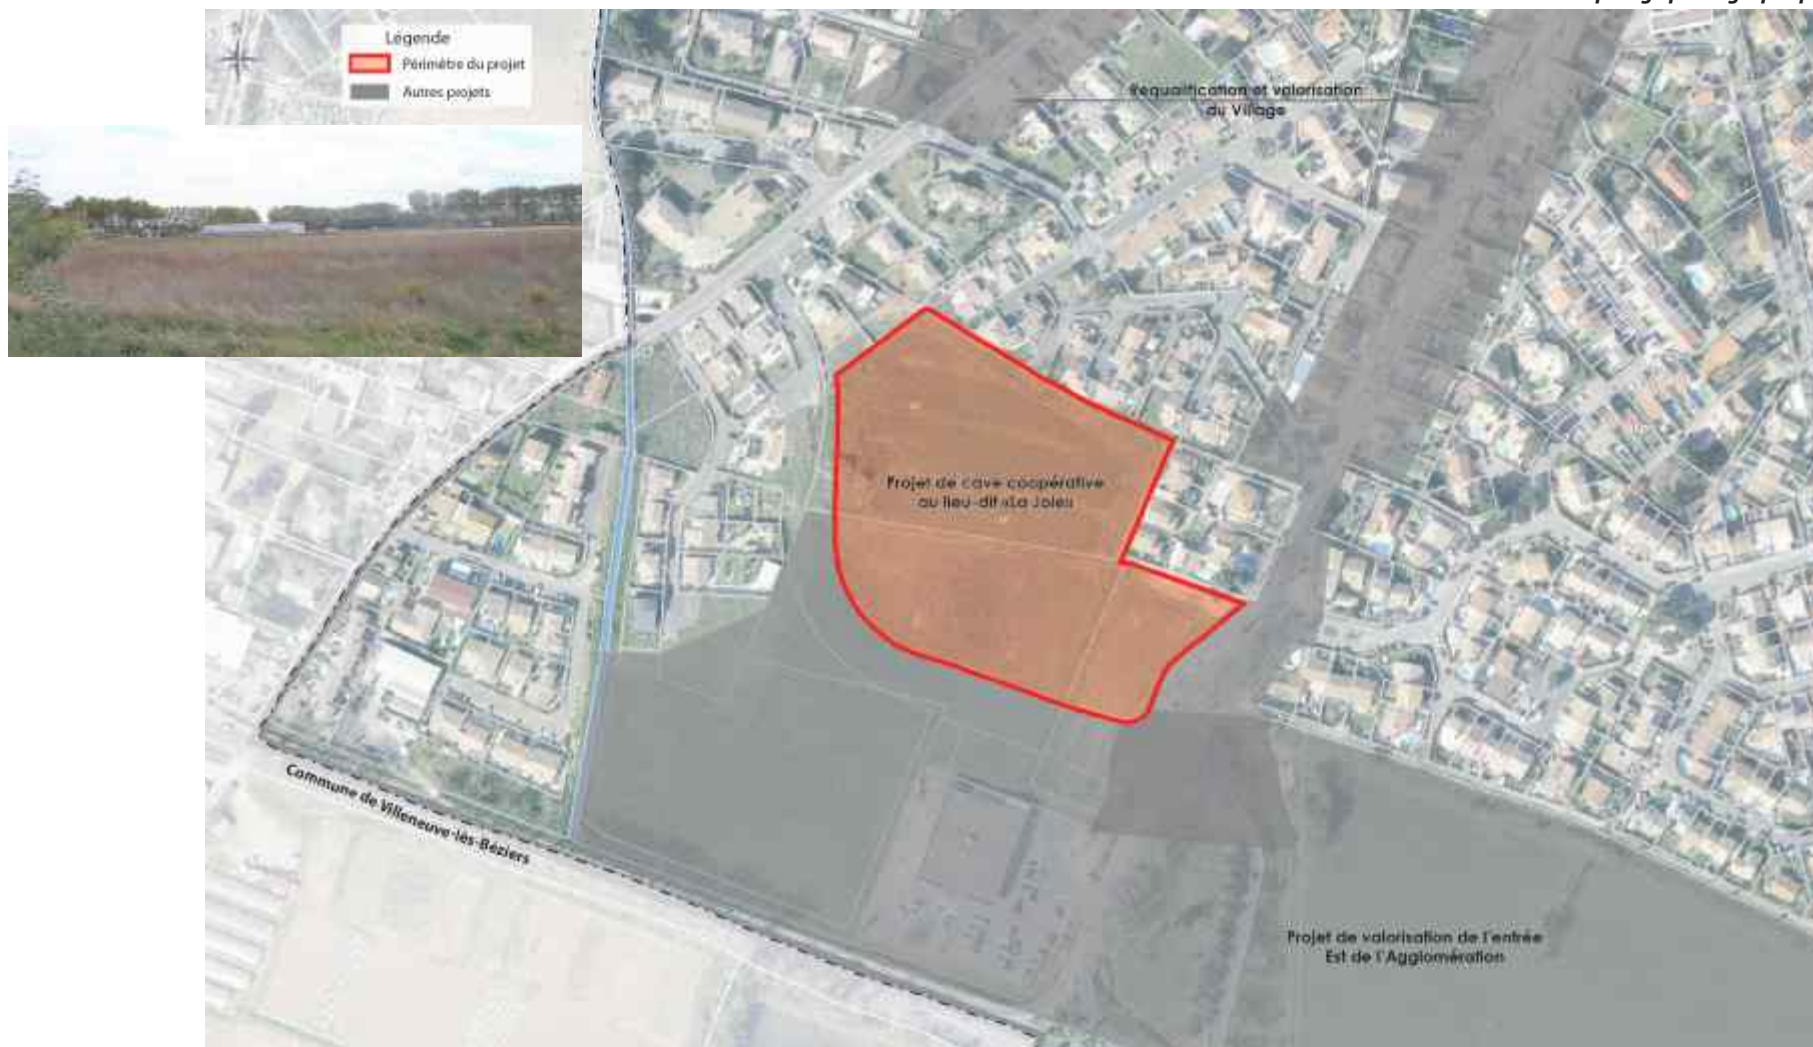 Légende
Périmètre du projet
Autres projets
Requalification et valorisation
du Village
Projet de cave coopérative
au lieu-dit «La Joie»
Commune de Villeneuve-lès-Béziers
Projet de valorisation de l'entrée
Est de l'Agglomération